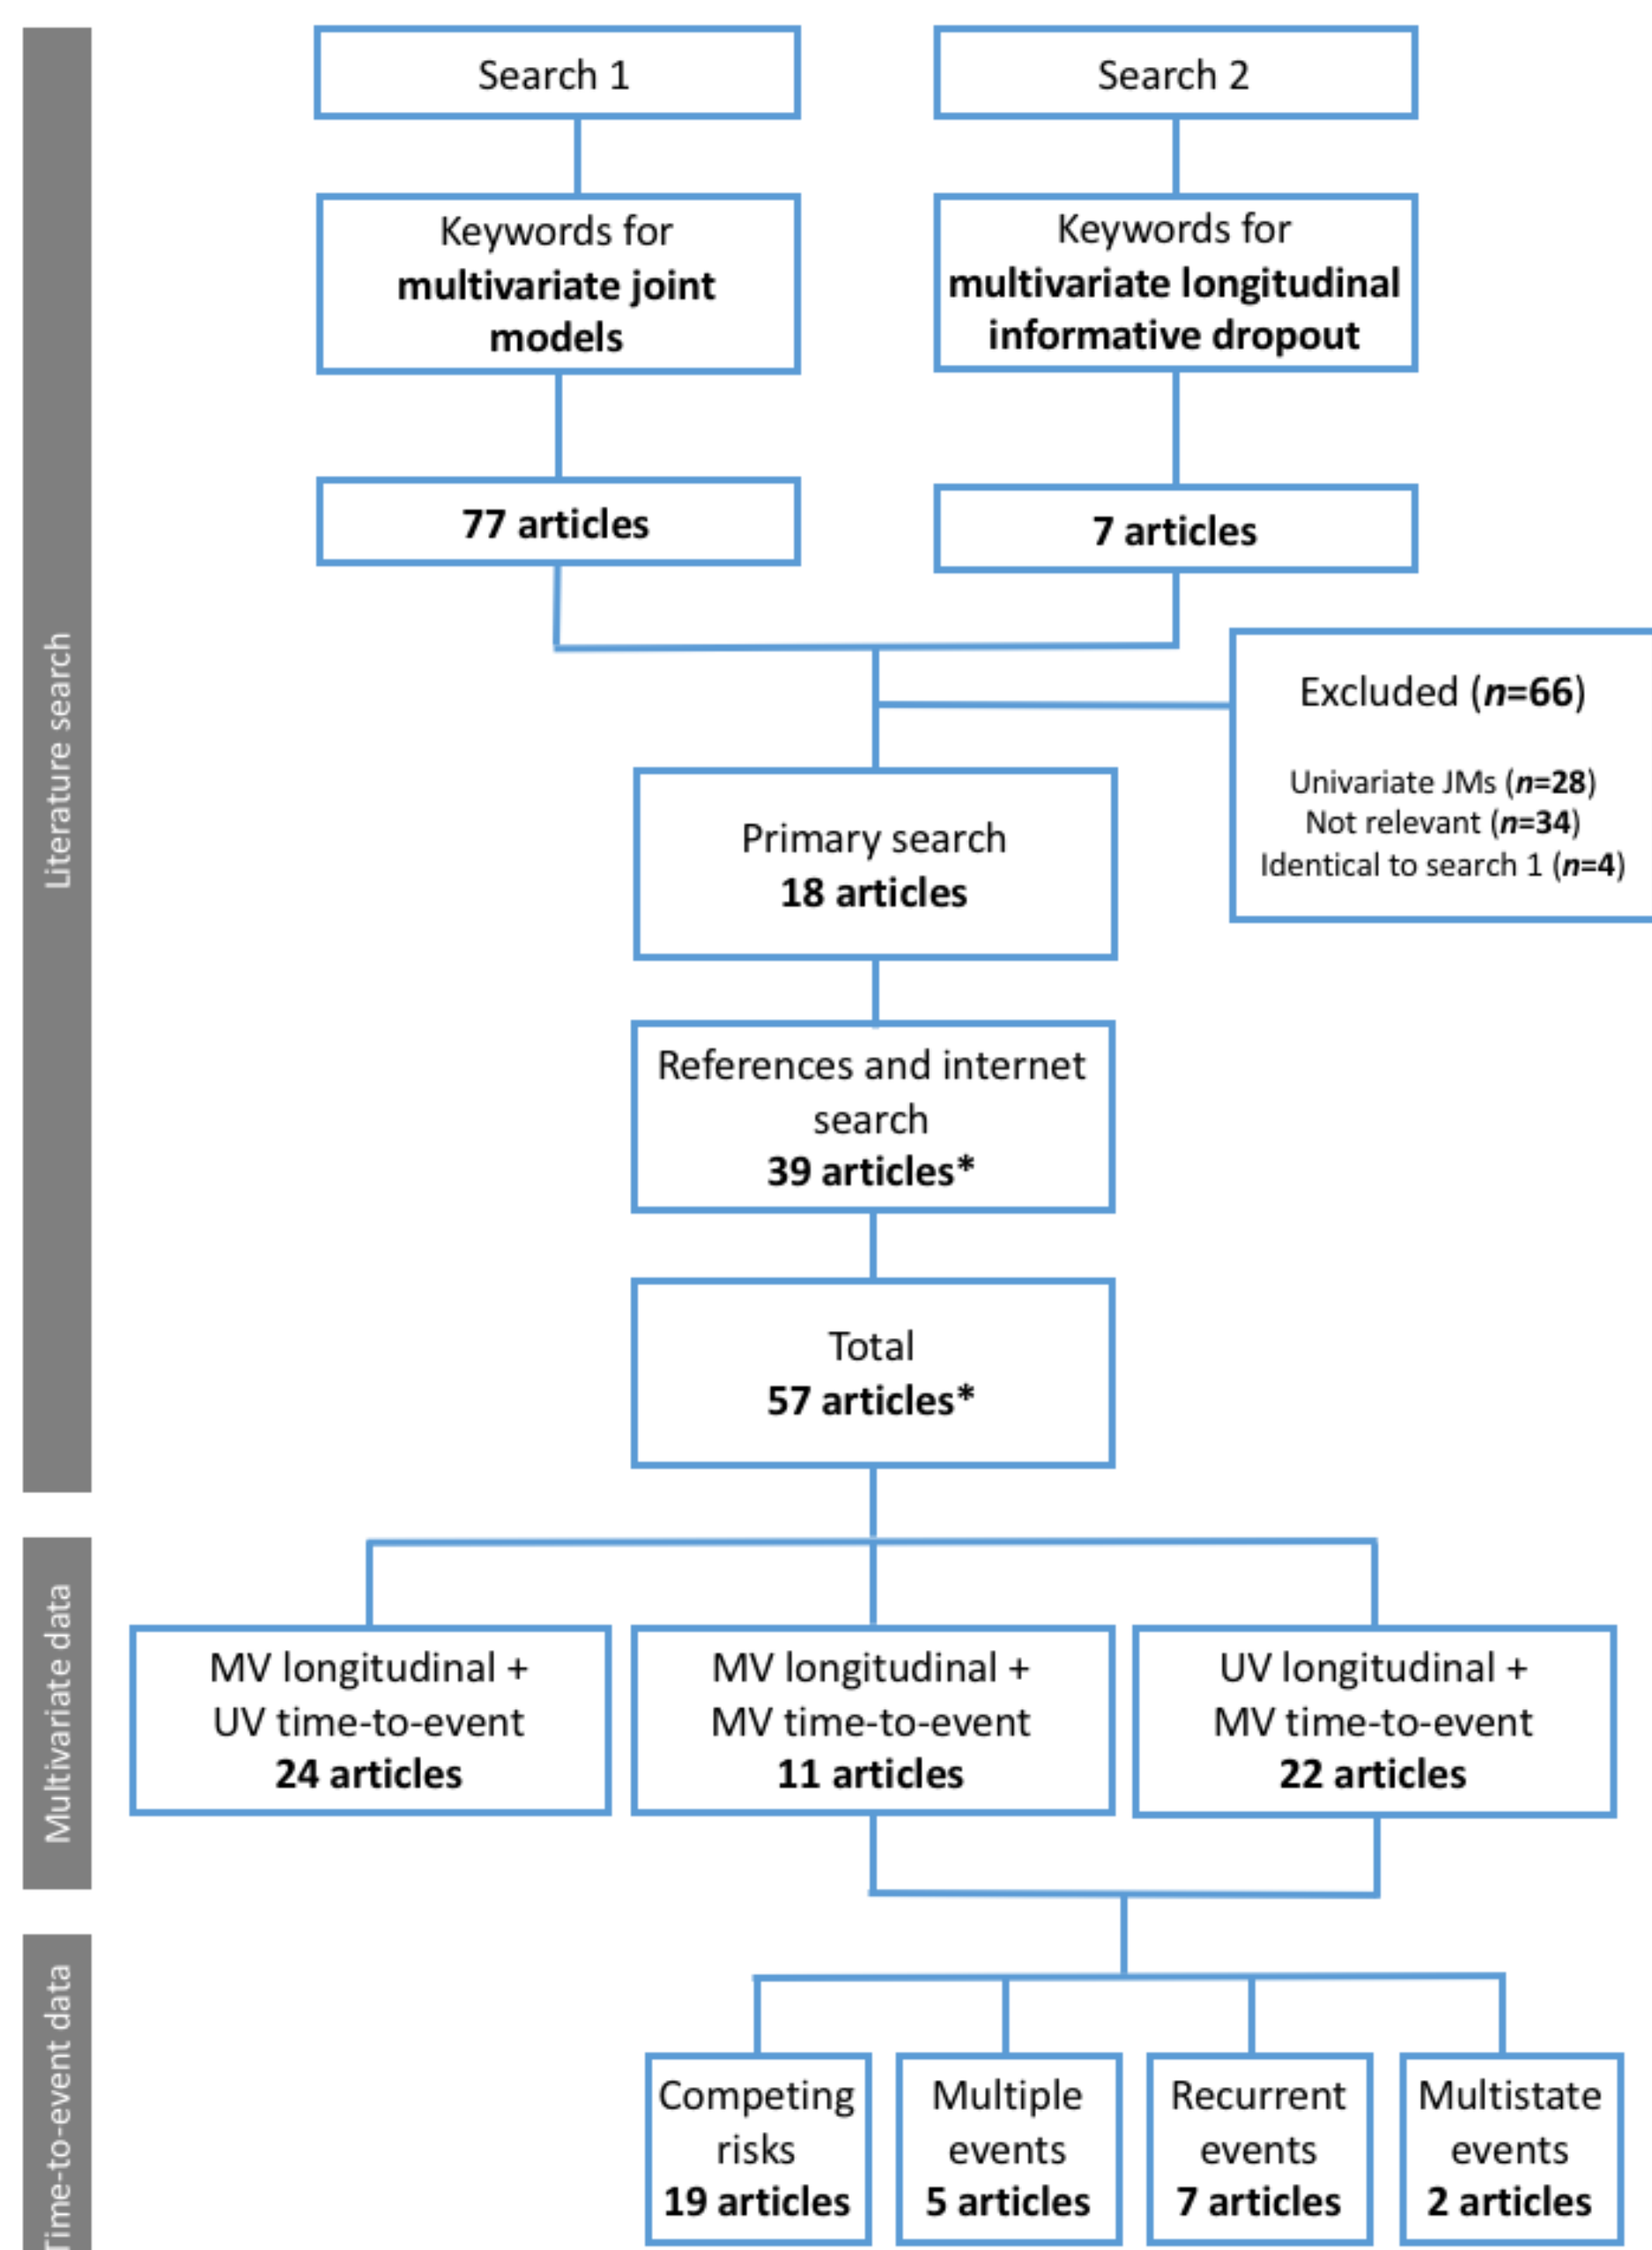 Literature search
Search 1
Search 2
Keywords for
multivariate joint
models
Keywords for
multivariate longitudinal
informative dropout
77 articles
7 articles
Excluded (n=66)
Univariate JMs (n=28)
Not relevant (n=34)
Identical to search 1 (n=4)
Primary search
18 articles
References and internet
search
39 articles*
Total
57 articles*
Multivariate data
MV longitudinal +
UV time-to-event
24 articles
MV longitudinal +
MV time-to-event
11 articles
UV longitudinal +
MV time-to-event
22 articles
Time-to-event data
Competing
risks
19 articles
Multiple
events
5 articles
Recurrent
events
7 articles
Multistate
events
2 articles